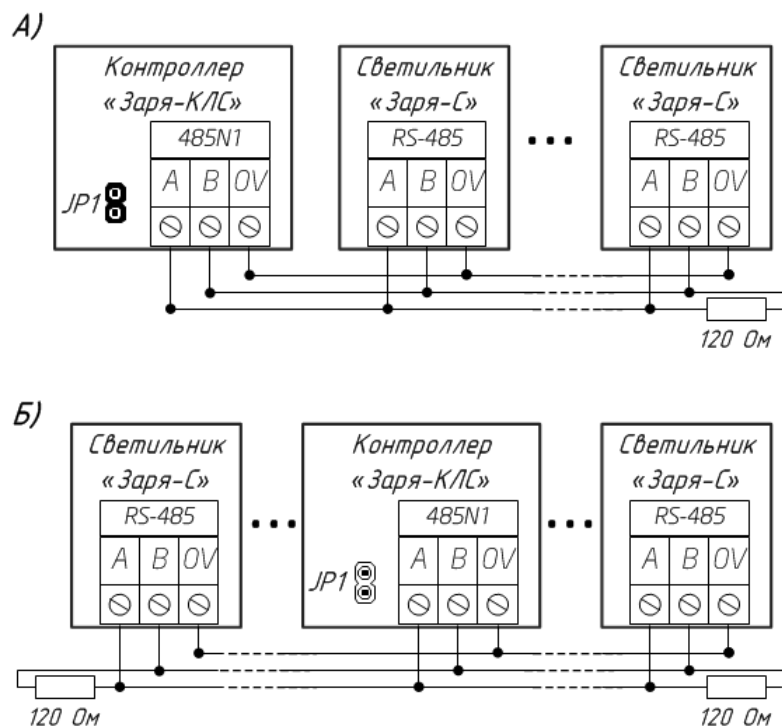 А)
Контроллер Светильник Светильник
«Заря-КЛС» «Заря-С» «Заря-С»
485N1 RS-485 RS-485
JP1 A B 0V A B 0V A B 0V
120 Ом
Б)
Светильник Контроллер Светильник
«Заря-С» «Заря-КЛС» «Заря-С»
RS-485 485N1 RS-485
A B 0V JP1 A B 0V A B 0V
120 Ом 120 Ом